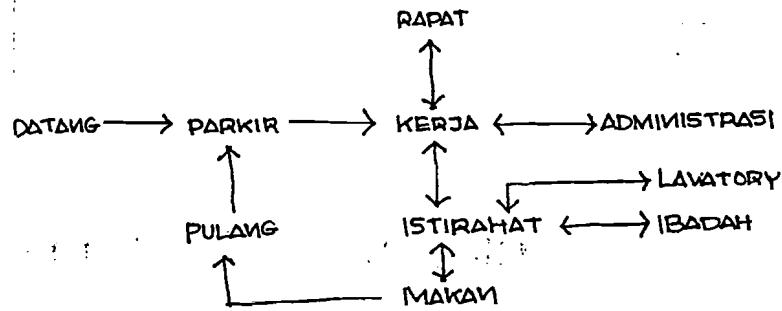 RAPAT
DATANG PARKIR KERJA ADMINISTRASI
LAVATORY
PULANG ISTIRAHAT IBADAH
MAKAN